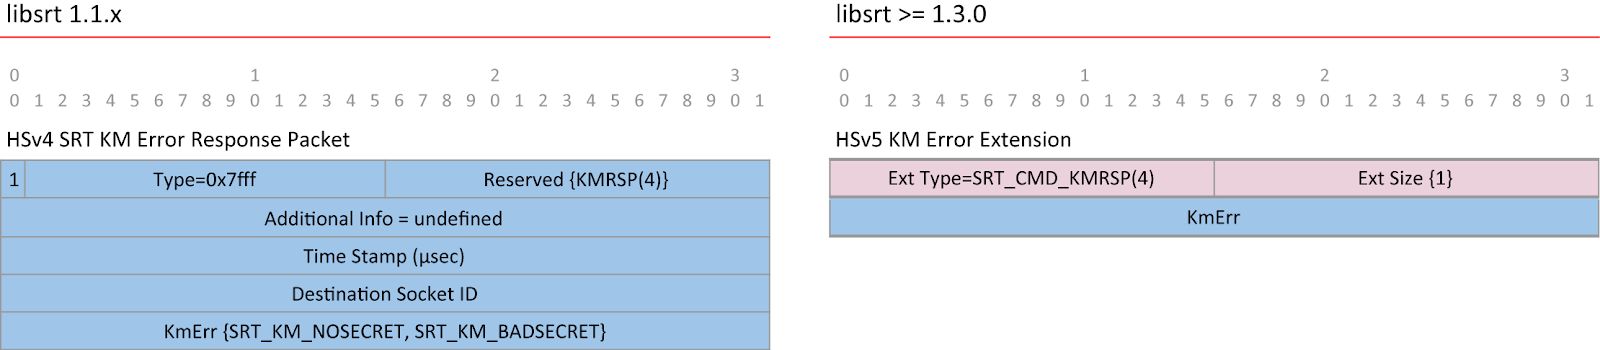 libsrt 1.1.x
0 1 2 3
0 1 2 3 4 5 6 7 8 9 0 1 2 3 4 5 6 7 8 9 0 1 2 3 4 5 6 7 8 9 0 1
HSv4 SRT KM Error Response Packet
1 Type=0x7fff Reserved {KMRSP(4)}
Additional Info = undefined
Time Stamp (μsec)
Destination Socket ID
KmErr {SRT_KM_NOSECRET, SRT_KM_BADSECRET}
libsrt >= 1.3.0
0 1 2 3
0 1 2 3 4 5 6 7 8 9 0 1 2 3 4 5 6 7 8 9 0 1 2 3 4 5 6 7 8 9 0 1
HSv5 KM Error Extension
Ext Type=SRT_CMD_KMRSP(4) Ext Size {1}
KmErr